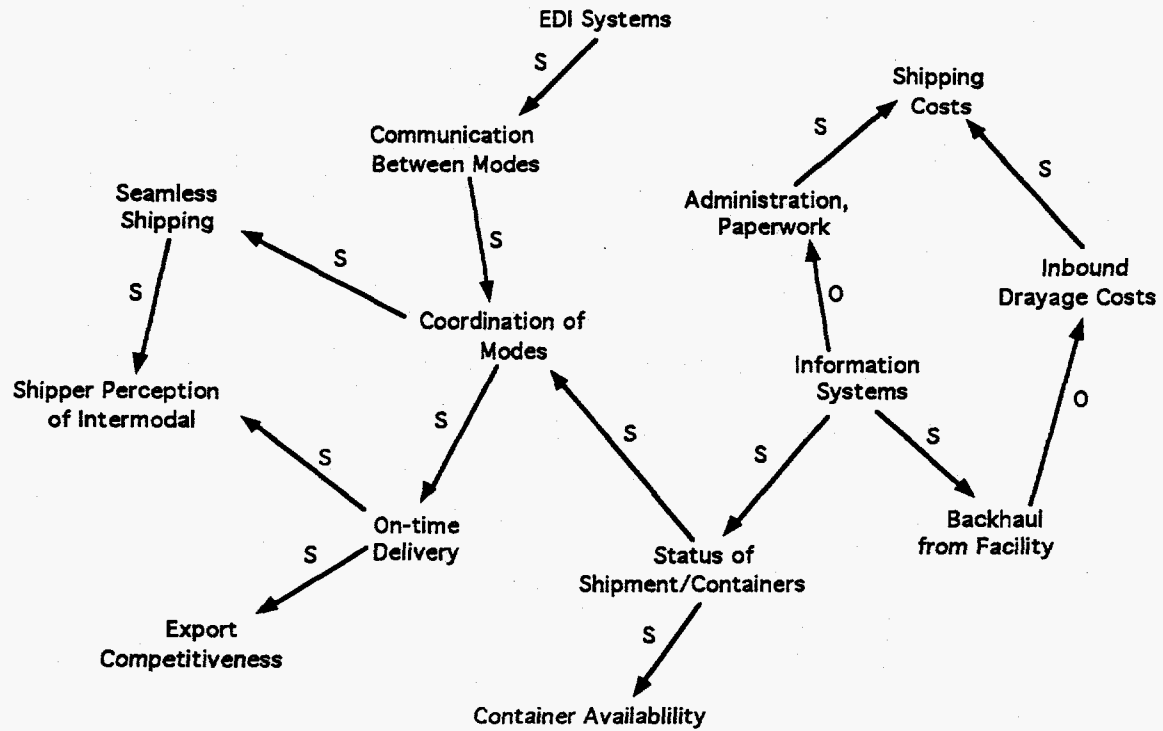 EDI Systems
S
Shipping
Costs
Communication
Between Modes
S
S
Seamless
Shipping
Administration,
Paperwork
S
S
S
O
Inbound
Drayage Costs
Coordination of
Modes
Shipper Perception
of Intermodal
Information
Systems
O
S
S
S
S
S
On-time
Delivery
Backhaul
from Facility
S
Status of
Shipment/Containers
Export
Competitiveness
S
Container Availablility